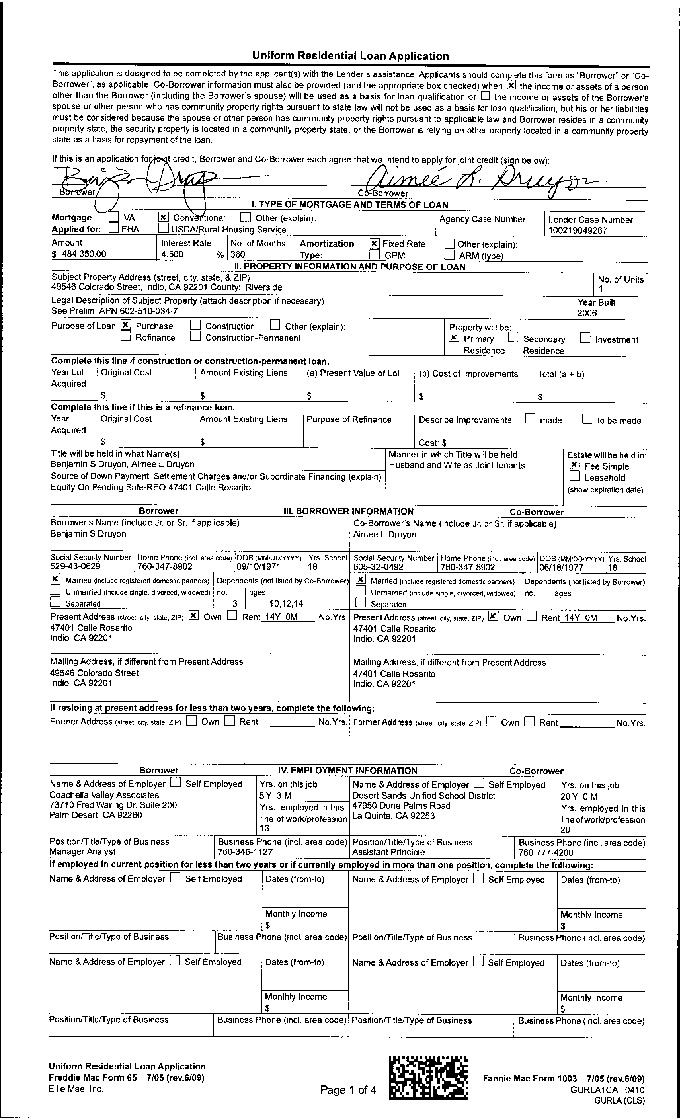 Uniform Residential Loan Application
This application is designed to be completed by the applicant(s) with the Lender's assistance. Applicants should complete this form as "Borrower" or "Co-
Borrower", as applicable. Co-Borrower information must also be provided (and the appropriate box checked) when ☒ the income or assets of a person
other than the Borrower (including the Borrower's spouse) will be used as a basis for loan qualification or ☐ the income or assets of the Borrower's
spouse or other person who has community property rights pursuant to state law will not be used as a basis for loan qualification, but his or her liabilities
must be considered because the spouse or other person has community property rights pursuant to applicable law and Borrower resides in a community
property state, the security property is located in a community property state, or the Borrower is relying on other property located in a community property
state as a basis for repayment of the loan.
If this is an application for joint credit, Borrower and Co-Borrower each agree that we intend to apply for joint credit (sign below):
Aimeé L. Druyon
Borrower Co-Borrower
I. TYPE OF MORTGAGE AND TERMS OF LOAN
Mortgage ☐ VA ☒ Conventional ☐ Other (explain): Agency Case Number Lender Case Number
Applied for: ☐ FHA ☐ USDA/Rural Housing Service 100219049267
Amount Interest Rate No. of Months Amortization ☒ Fixed Rate ☐ Other (explain):
$ 484,350.00 4.500 % 360 Type: ☐ GPM ☐ ARM (type)
II. PROPERTY INFORMATION AND PURPOSE OF LOAN
Subject Property Address (street, city, state, & ZIP) No. of Units
49546 Colorado Street, Indio, CA 92201 County: Riverside 1
Legal Description of Subject Property (attach description if necessary) Year Built
See Prelim. APN 602-510-034-7 2006
Purpose of Loan ☒ Purchase ☐ Construction ☐ Other (explain): Property will be:
☐ Refinance ☐ Construction-Permanent ☒ Primary Residence ☐ Secondary Residence ☐ Investment
Complete this line if construction or construction-permanent loan.
Year Lot Acquired Original Cost Amount Existing Liens (a) Present Value of Lot (b) Cost of Improvements Total (a + b)
$ $ $ $ $
Complete this line if this is a refinance loan.
Year Acquired Original Cost Amount Existing Liens Purpose of Refinance Describe Improvements ☐ made ☐ to be made
$ $ Cost: $
Title will be held in what Name(s) Manner in which Title will be held Estate will be held in:
Benjamin S Druyon, Aimee L Druyon Husband and Wife as Joint Tenants ☒ Fee Simple
Source of Down Payment, Settlement Charges and/or Subordinate Financing (explain) ☐ Leasehold
Equity On Pending Sale-REO 47401 Calle Rosarito (show expiration date)
Borrower III. BORROWER INFORMATION Co-Borrower
Borrower's Name (include Jr. or Sr. if applicable) Co-Borrower's Name (include Jr. or Sr. if applicable)
Benjamin S Druyon Aimee L Druyon
Social Security Number Home Phone (incl. area code) DOB (MM/DD/YYYY) Yrs. School Social Security Number Home Phone (incl. area code) DOB (MM/DD/YYYY) Yrs. School
529-43-0629 760-347-8902 18 605-32-0492 760-347-8902 06/18/1977 18
☒ Married (include registered domestic partners) Dependents (not listed by Co-Borrower) ☒ Married (include registered domestic partners) Dependents (not listed by Borrower)
☐ Unmarried (include single, divorced, widowed) no. ages ☐ Unmarried (include single, divorced, widowed) no. ages
☐ Separated 3 ☐ Separated
Present Address (street, city, state, ZIP) ☒ Own ☐ Rent 14Y 0M No. Yrs. Present Address (street, city, state, ZIP) ☒ Own ☐ Rent 14Y 0M No. Yrs.
47401 Calle Rosarito 47401 Calle Rosarito
Indio, CA 92201 Indio, CA 92201
Mailing Address, if different from Present Address Mailing Address, if different from Present Address
49546 Colorado Street 47401 Calle Rosarito
Indio, CA 92201 Indio, CA 92201
If residing at present address for less than two years, complete the following:
Former Address (street, city, state, ZIP) ☐ Own ☐ Rent No. Yrs. Former Address (street, city, state, ZIP) ☐ Own ☐ Rent No. Yrs.
Borrower IV. EMPLOYMENT INFORMATION Co-Borrower
Name & Address of Employer ☐ Self Employed Yrs. on this job Name & Address of Employer ☐ Self Employed Yrs. on this job
Coachella Valley Associates 5Y 3M Desert Sands Unified School District 20Y 0M
73710 Fred Waring Dr. Suite 200 Yrs. employed in this 47950 Dune Palms Road Yrs. employed in this
Palm Desert, CA 92260 line of work/profession La Quinta, CA 92253 line of work/profession
13 20
Position/Title/Type of Business Business Phone (incl. area code) Position/Title/Type of Business Business Phone (incl. area code)
Manager Analyst 760-346-1127 Assistant Principle 760-777-4200
If employed in current position for less than two years or if currently employed in more than one position, complete the following:
Name & Address of Employer ☐ Self Employed Dates (from-to) Name & Address of Employer ☐ Self Employed Dates (from-to)
Monthly Income Monthly Income
$ $
Position/Title/Type of Business Business Phone (incl. area code) Position/Title/Type of Business Business Phone (incl. area code)
Name & Address of Employer ☐ Self Employed Dates (from-to) Name & Address of Employer ☐ Self Employed Dates (from-to)
Monthly Income Monthly Income
$ $
Position/Title/Type of Business Business Phone (incl. area code) Position/Title/Type of Business Business Phone (incl. area code)
Uniform Residential Loan Application
Freddie Mac Form 65 7/05 (rev.6/09) Fannie Mae Form 1003 7/05 (rev.6/09)
Ellie Mae, Inc. Page 1 of 4 GURLA1CA 0410
GURLA (CLS)